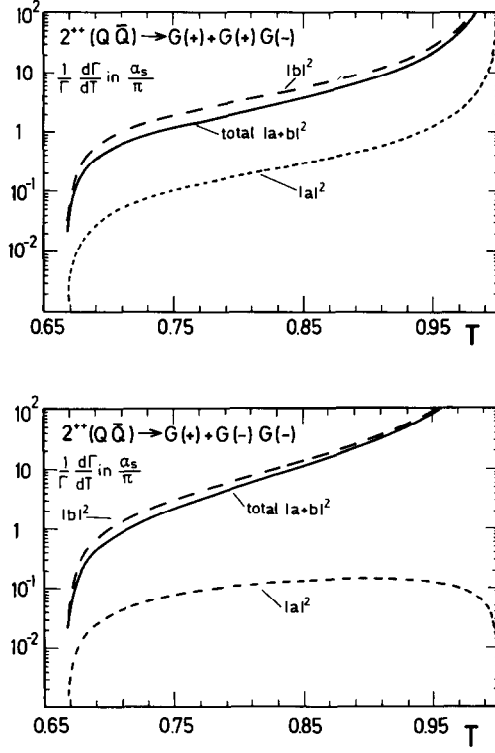 2⁺⁺(QQ̄)→G(+)+G(+)G(-)
1/Γ dΓ/dT in αs/π
|b|²
total |a+b|²
|a|²
10²
10
1
10⁻¹
10⁻²
0.65 0.75 0.85 0.95 T
2⁺⁺(QQ̄)→G(+)+G(-)G(-)
1/Γ dΓ/dT in αs/π
|b|²
total |a+b|²
|a|²
10²
10
1
10⁻¹
10⁻²
0.65 0.75 0.85 0.95 T